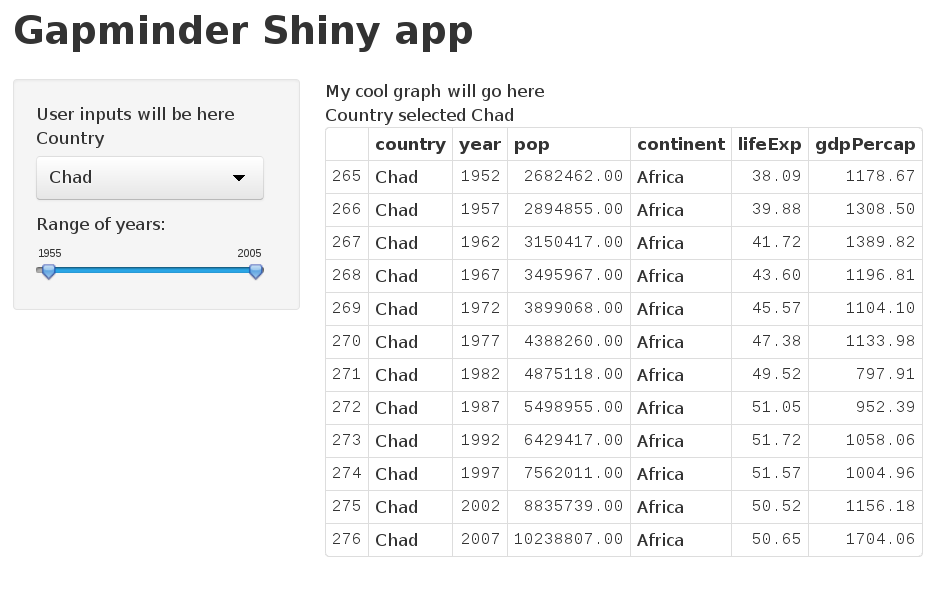 Gapminder Shiny app
User inputs will be here
Country
Chad
Range of years:
1955 2005
My cool graph will go here
Country selected Chad
country year pop continent lifeExp gdpPercap
265 Chad 1952 2682462.00 Africa 38.09 1178.67
266 Chad 1957 2894855.00 Africa 39.88 1308.50
267 Chad 1962 3150417.00 Africa 41.72 1389.82
268 Chad 1967 3495967.00 Africa 43.60 1196.81
269 Chad 1972 3899068.00 Africa 45.57 1104.10
270 Chad 1977 4388260.00 Africa 47.38 1133.98
271 Chad 1982 4875118.00 Africa 49.52 797.91
272 Chad 1987 5498955.00 Africa 51.05 952.39
273 Chad 1992 6429417.00 Africa 51.72 1058.06
274 Chad 1997 7562011.00 Africa 51.57 1004.96
275 Chad 2002 8835739.00 Africa 50.52 1156.18
276 Chad 2007 10238807.00 Africa 50.65 1704.06